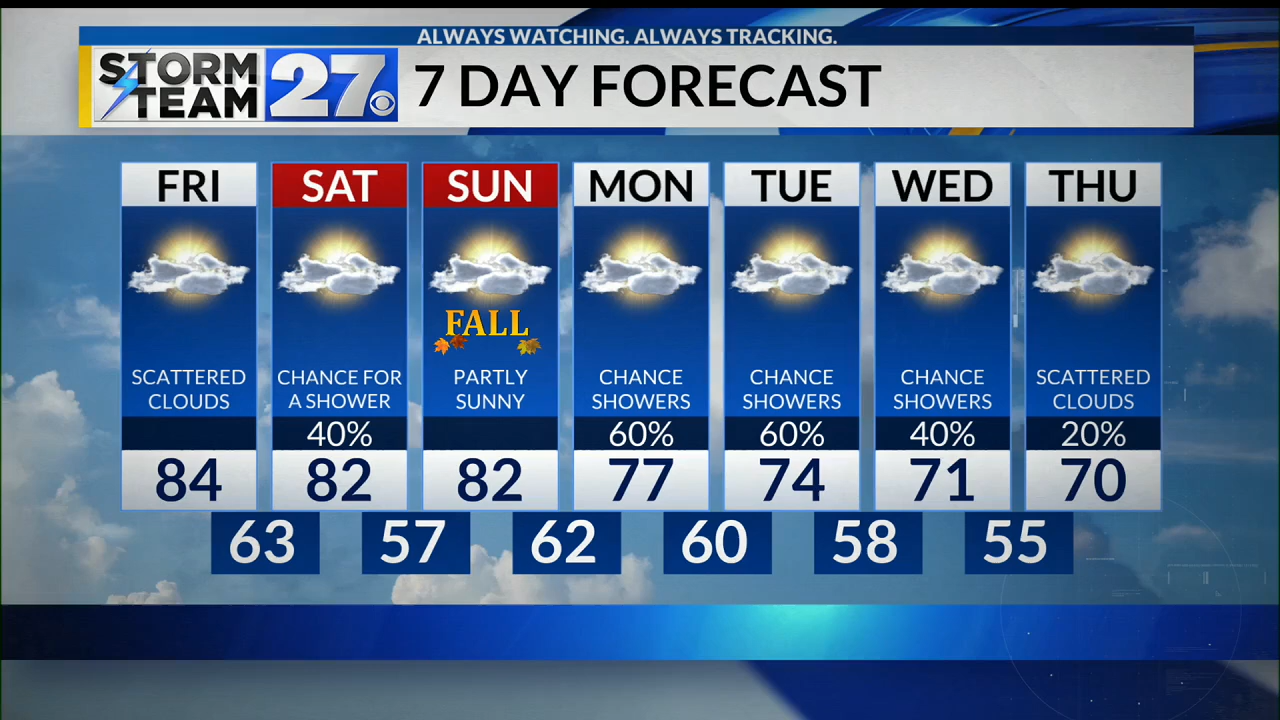 ALWAYS WATCHING. ALWAYS TRACKING.
STORM
TEAM
27
7 DAY FORECAST
FRI SAT SUN MON TUE WED THU
FALL
SCATTERED CHANCE FOR PARTLY CHANCE CHANCE CHANCE SCATTERED
CLOUDS A SHOWER SUNNY SHOWERS SHOWERS SHOWERS CLOUDS
40% 60% 60% 40% 20%
84 82 82 77 74 71 70
63 57 62 60 58 55